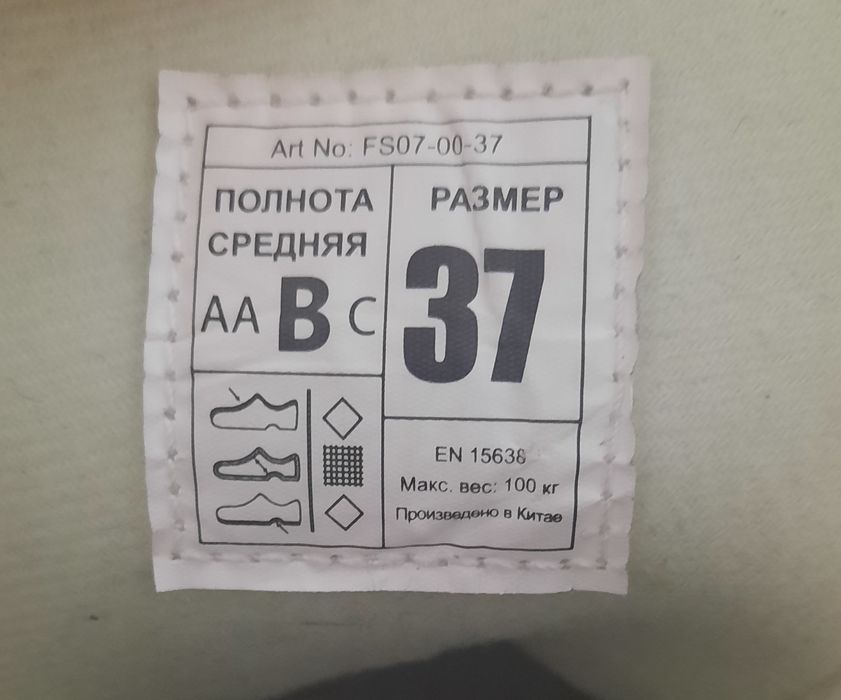 Art No: FS07-00-37
ПОЛНОТА
СРЕДНЯЯ
AA B C
РАЗМЕР
37
EN 15638
Макс. вес: 100 кг
Произведено в Китае